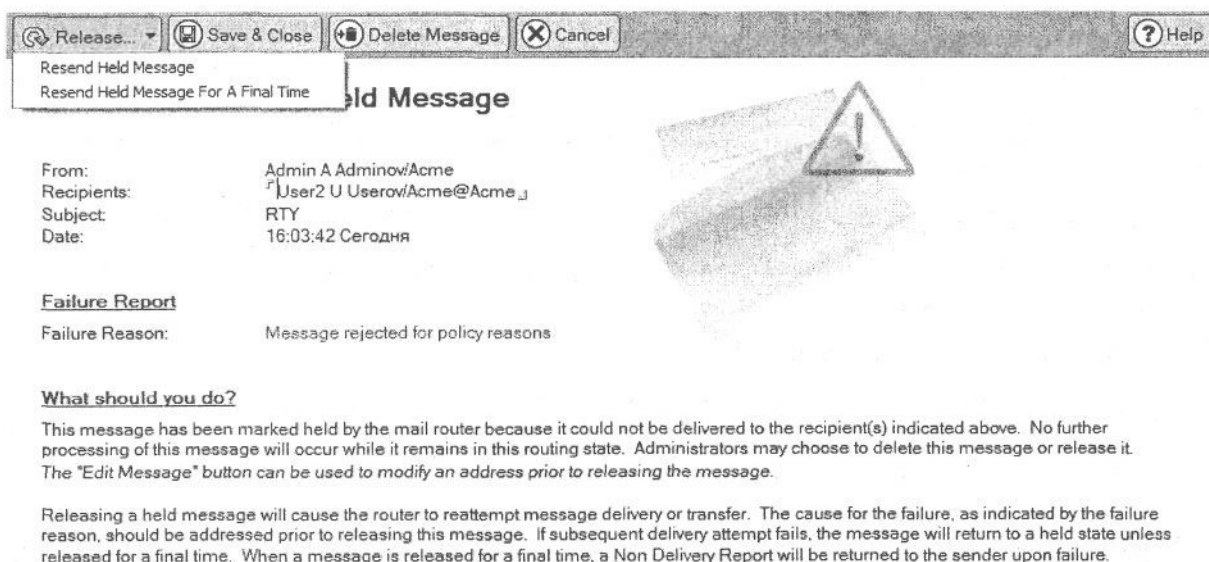 Release... Save & Close Delete Message Cancel Help
Resend Held Message
Resend Held Message For A Final Time
eld Message
From: Admin A Adminov/Acme
Recipients: User2 U Userov/Acme@Acme
Subject: RTY
Date: 16:03:42 Сегодня
Failure Report
Failure Reason: Message rejected for policy reasons
What should you do?
This message has been marked held by the mail router because it could not be delivered to the recipient(s) indicated above. No further
processing of this message will occur while it remains in this routing state. Administrators may choose to delete this message or release it.
The "Edit Message" button can be used to modify an address prior to releasing the message.
Releasing a held message will cause the router to reattempt message delivery or transfer. The cause for the failure, as indicated by the failure
reason, should be addressed prior to releasing this message. If subsequent delivery attempt fails, the message will return to a held state unless
released for a final time. When a message is released for a final time, a Non Delivery Report will be returned to the sender upon failure.